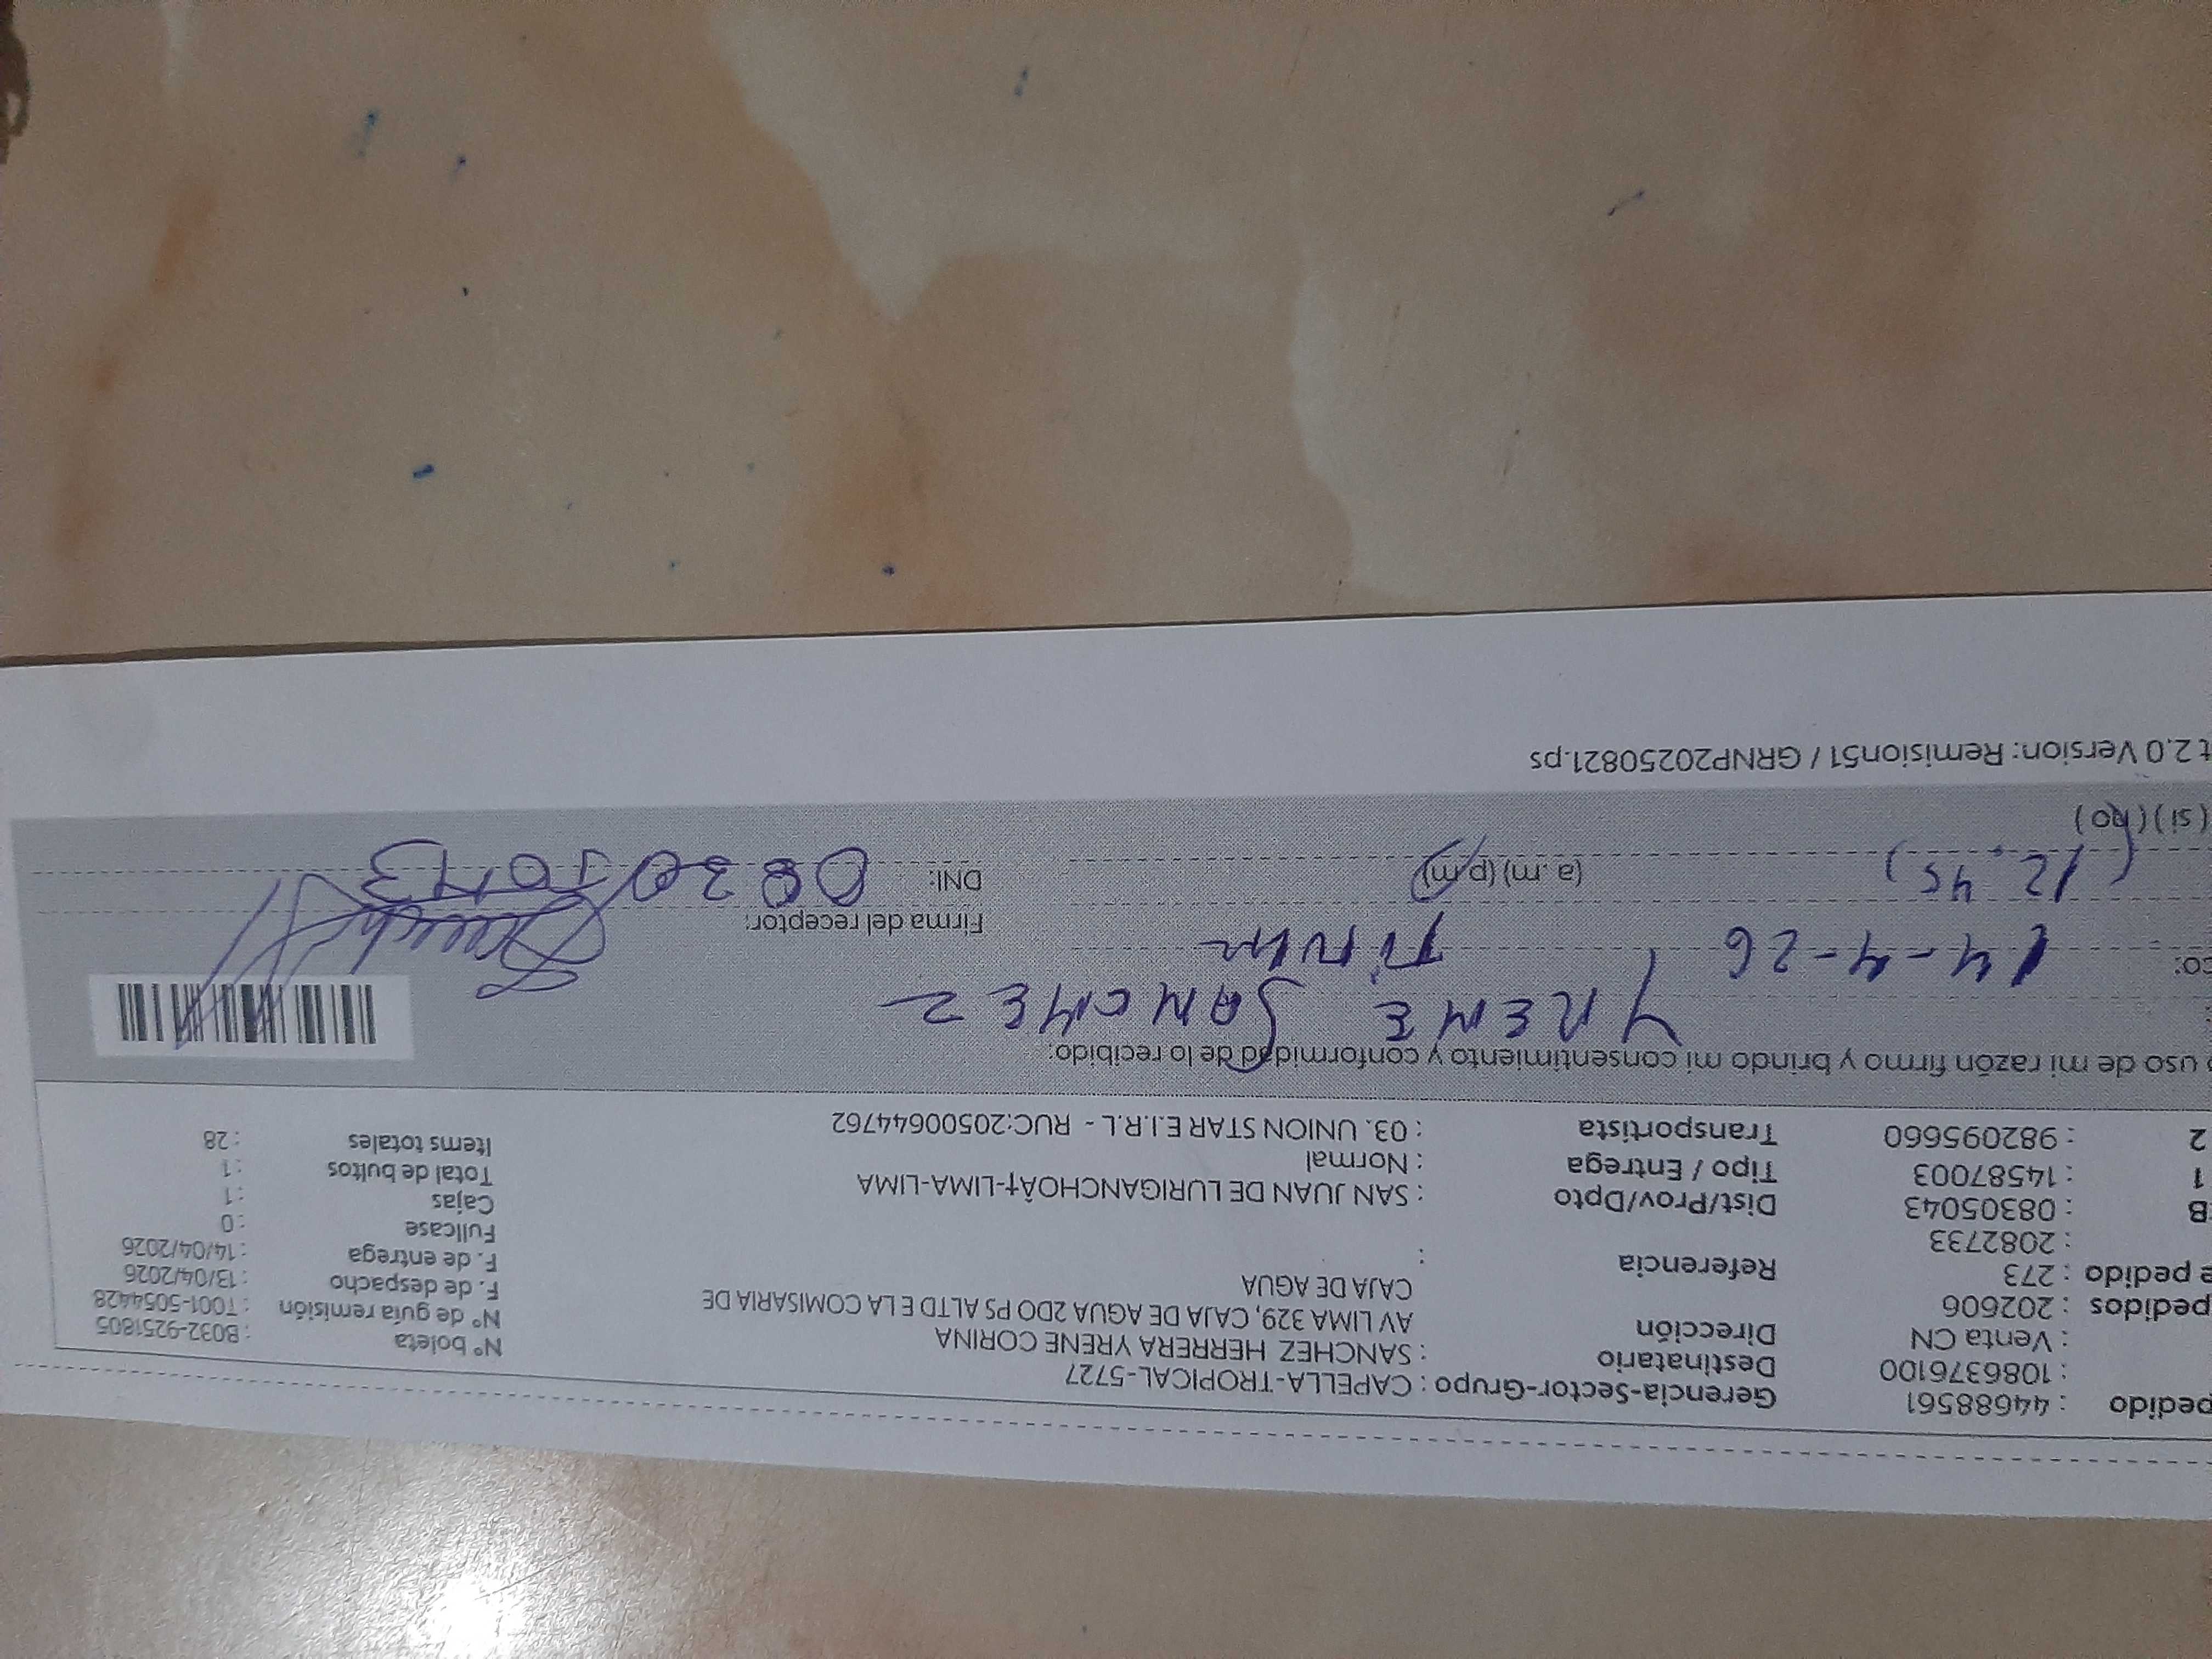 pedido : 44688561 Gerencia-Sector-Grupo : CAPELLA-TROPICAL-5727 N° boleta : B032-9251805
: 1086376100 Destinatario : SANCHEZ HERRERA YRENE CORINA N° de guía remisión : T001-5054428
: Venta CN Dirección AV LIMA 329, CAJA DE AGUA 2DO PS ALTD E LA COMISARIA DE F. de despacho : 13/04/2026
pedidos : 202606 CAJA DE AGUA F. de entrega : 14/04/2026
e pedido : 273 Referencia : Fullcase : 0
: 2082733 Cajas : 1
B : 08305043 Dist/Prov/Dpto : SAN JUAN DE LURIGANCHOÂ†-LIMA-LIMA Total de bultos : 1
1 : 14587003 Tipo / Entrega : Normal Items totales : 28
2 : 982095660 Transportista : 03. UNION STAR E.I.R.L - RUC:20500644762
uso de mi razón firmo y brindo mi consentimiento y conformidad de lo recibido:
YRENE SANCHEZ
co: 14-4-26 Firma del receptor:
(12.45) (a.m) (p.m) DNI: 08305043
(si) (no)
t 2.0 Version: Remision51 / GRNP20250821.ps